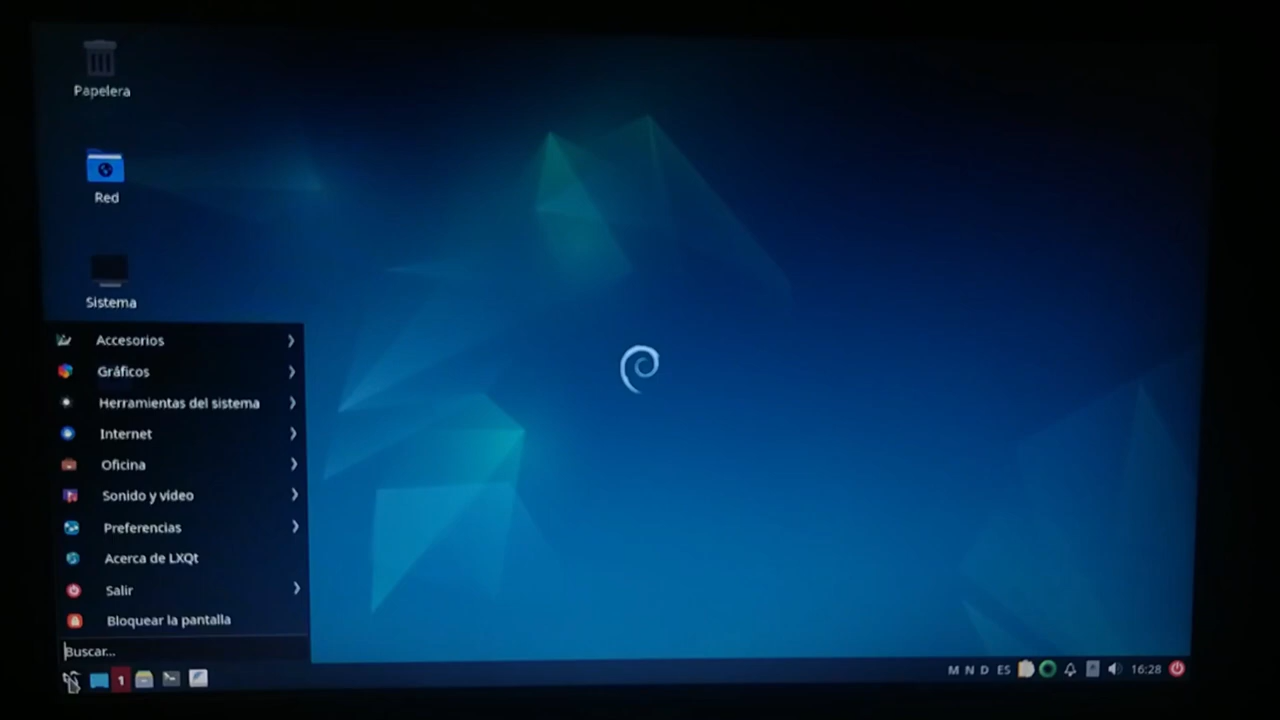 Papelera
Red
Sistema
Accesorios
Gráficos
Herramientas del sistema
Internet
Oficina
Sonido y vídeo
Preferencias
Acerca de LXQt
Salir
Bloquear la pantalla
Buscar...
1
M N D ES 16:28